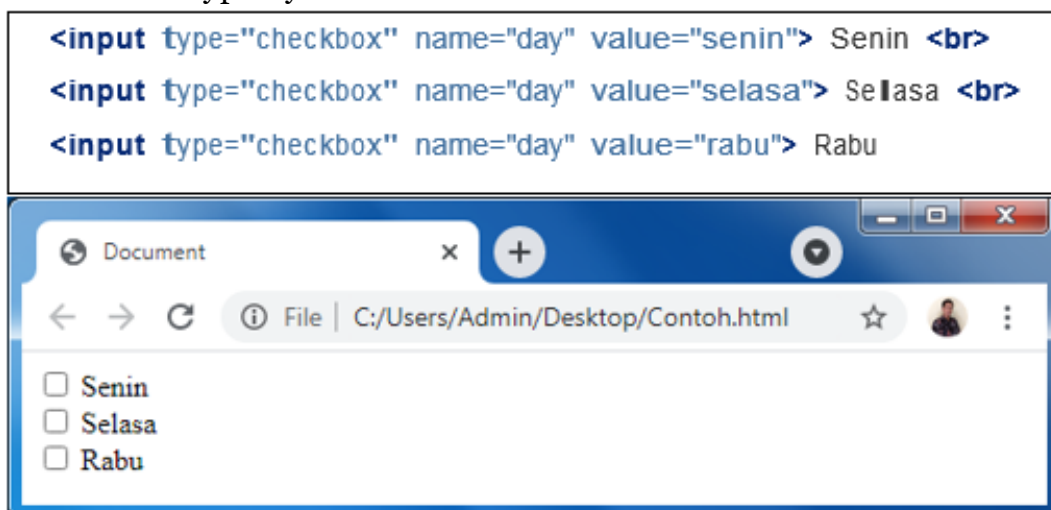 <input type="checkbox" name="day" value="senin"> Senin <br>
<input type="checkbox" name="day" value="selasa"> Selasa <br>
<input type="checkbox" name="day" value="rabu"> Rabu
Document
File | C:/Users/Admin/Desktop/Contoh.html
Senin
Selasa
Rabu